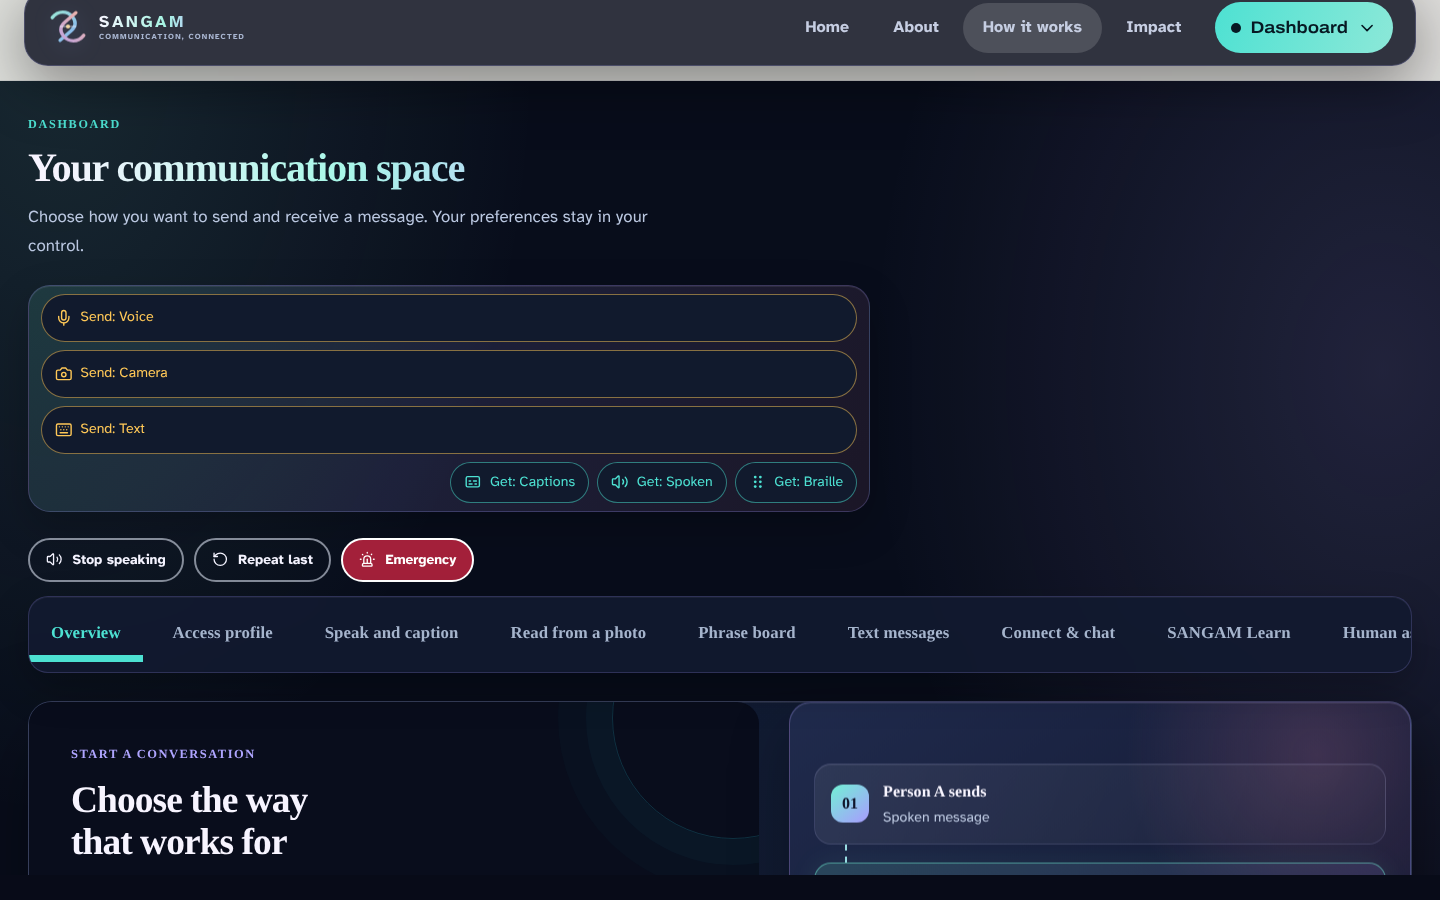 SANGAM
COMMUNICATION, CONNECTED
Home
About
How it works
Impact
Dashboard
DASHBOARD
Your communication space
Choose how you want to send and receive a message. Your preferences stay in your
control.
Send: Voice
Send: Camera
Send: Text
Get: Captions
Get: Spoken
Get: Braille
Stop speaking
Repeat last
Emergency
Overview
Access profile
Speak and caption
Read from a photo
Phrase board
Text messages
Connect & chat
SANGAM Learn
Human
START A CONVERSATION
Choose the way
that works for
01
Person A sends
Spoken message